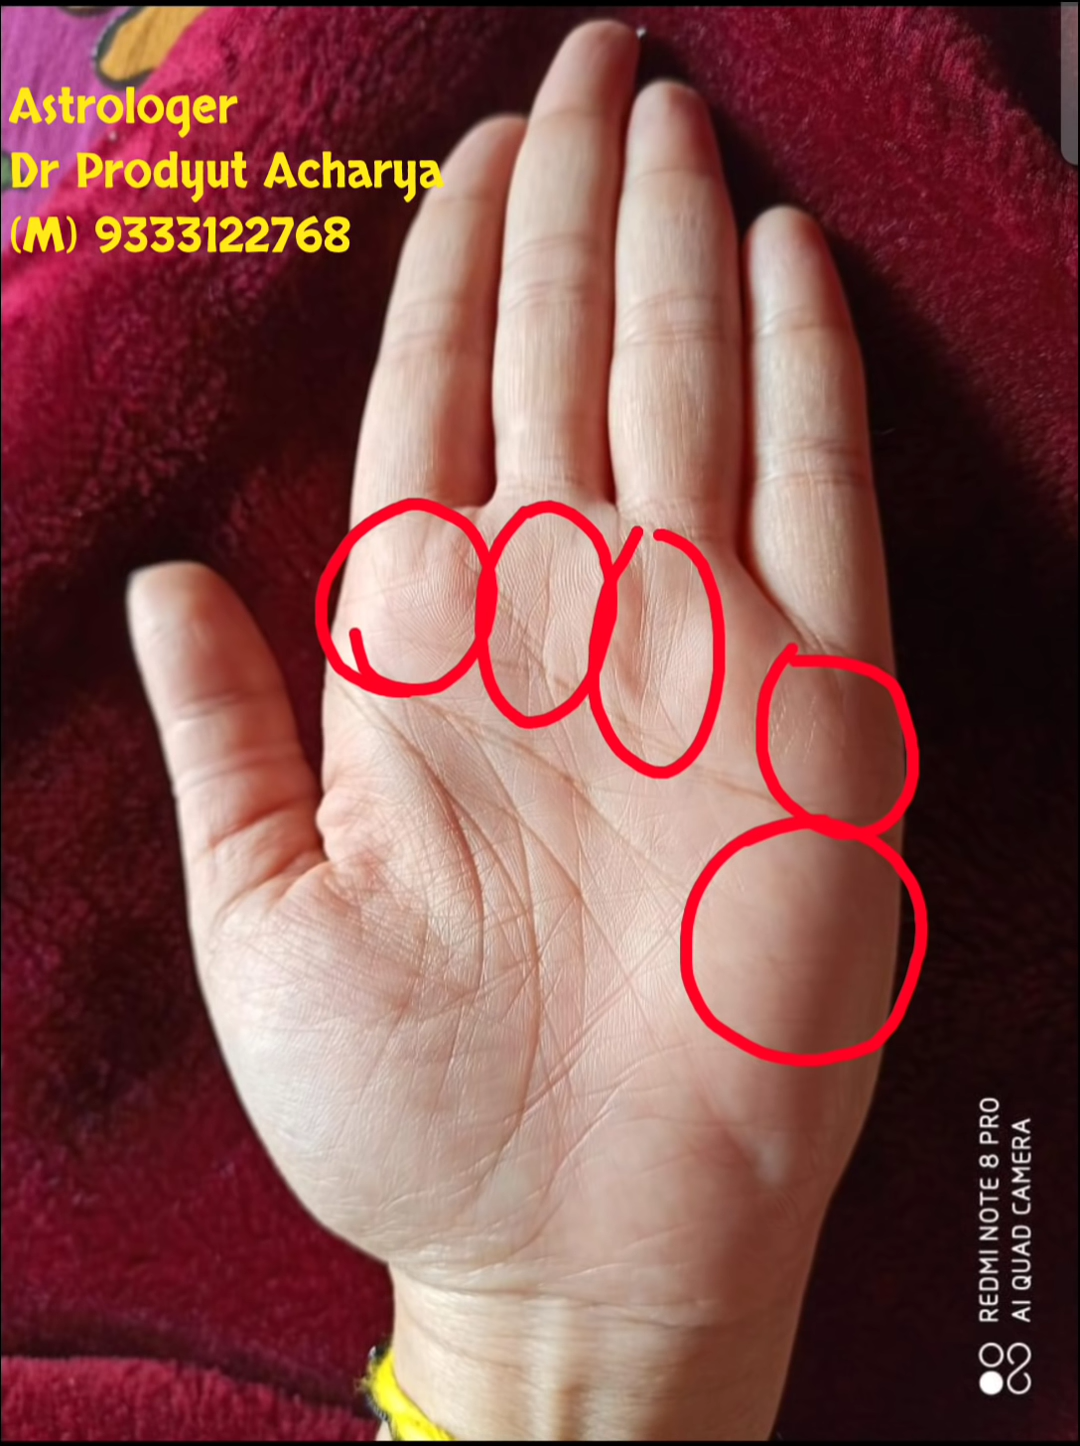 Astrologer
Dr Prodyut Acharya
(M) 9333122768
REDMI NOTE 8 PRO
AI QUAD CAMERA